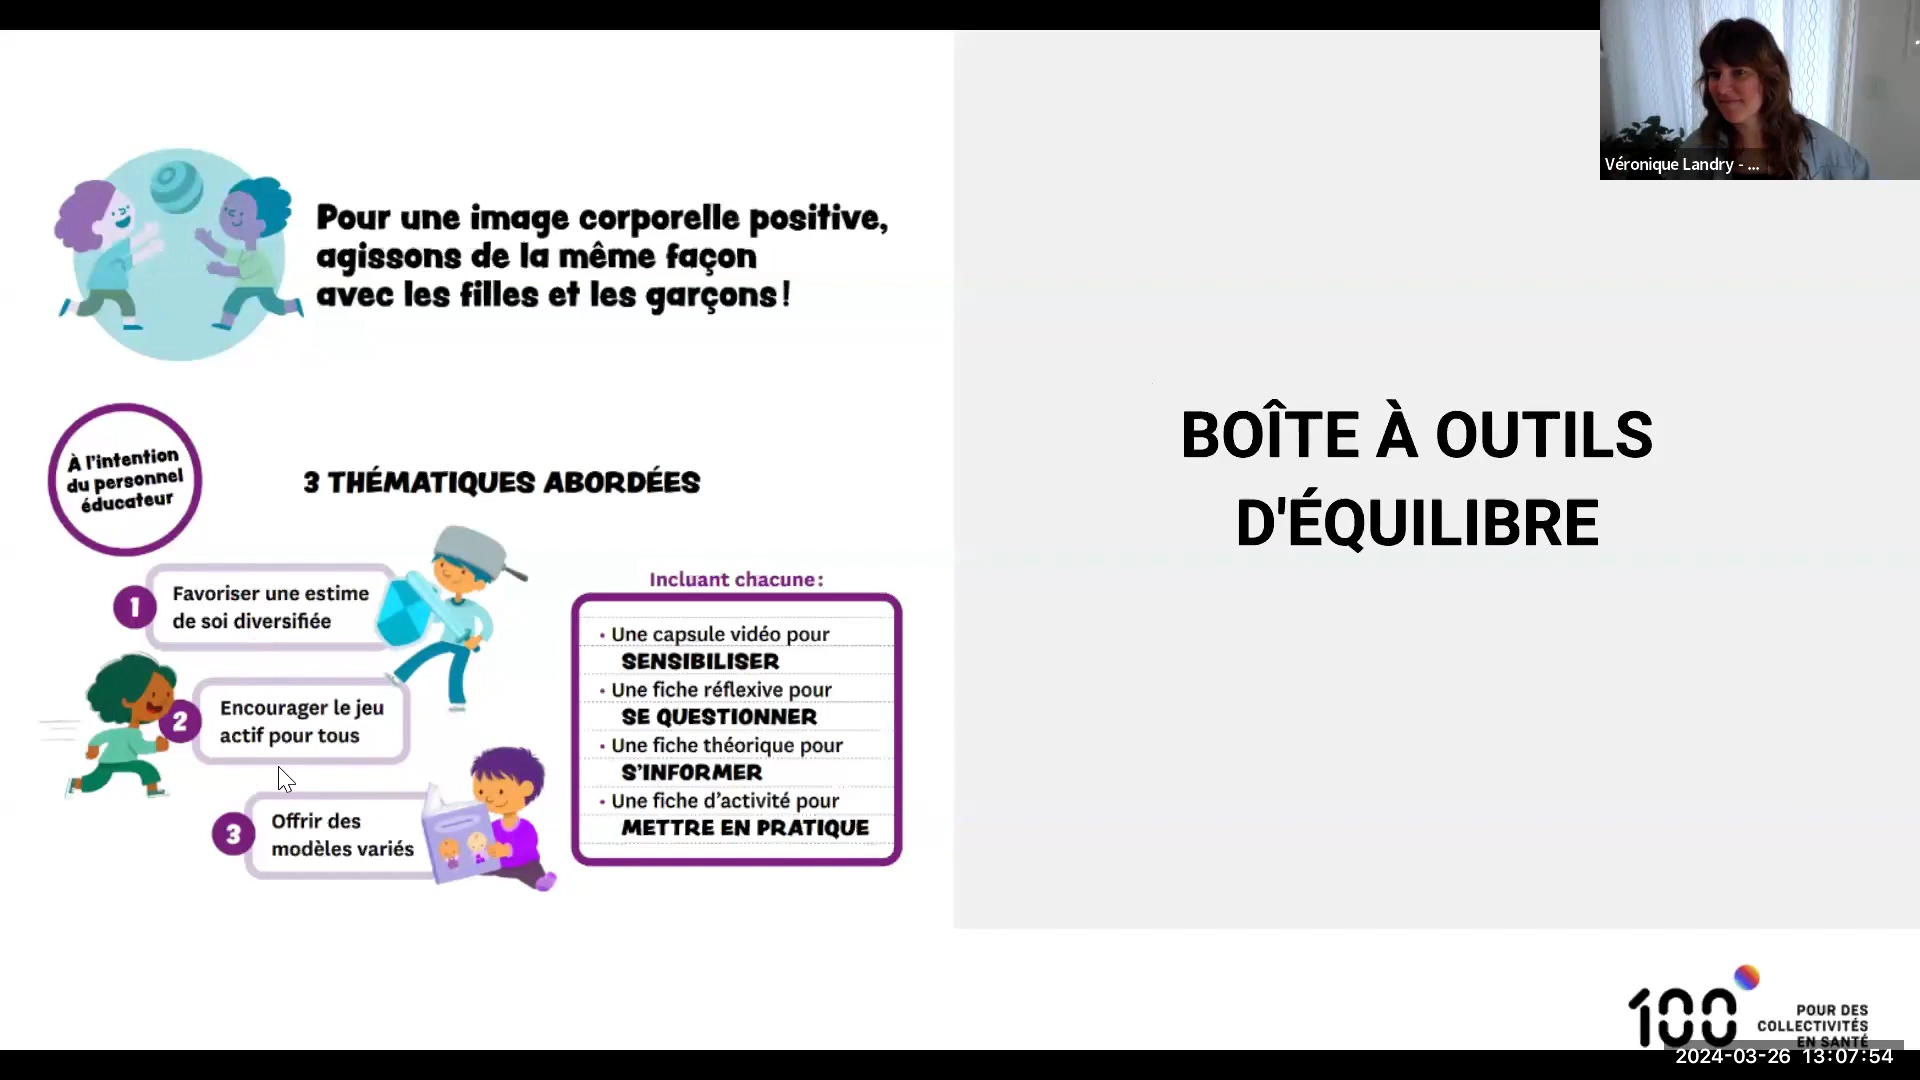 Pour une image corporelle positive,
agissons de la même façon
avec les filles et les garçons!
À l'intention
du personnel
éducateur
3 THÉMATIQUES ABORDÉES
1
Favoriser une estime
de soi diversifiée
2
Encourager le jeu
actif pour tous
3
Offrir des
modèles variés
Incluant chacune :
• Une capsule vidéo pour
SENSIBILISER
• Une fiche réflexive pour
SE QUESTIONNER
• Une fiche théorique pour
S'INFORMER
• Une fiche d'activité pour
METTRE EN PRATIQUE
BOÎTE À OUTILS
D'ÉQUILIBRE
Véronique Landry - ...
100°
POUR DES
COLLECTIVITÉS
EN SANTÉ
2024-03-26 13:07:54